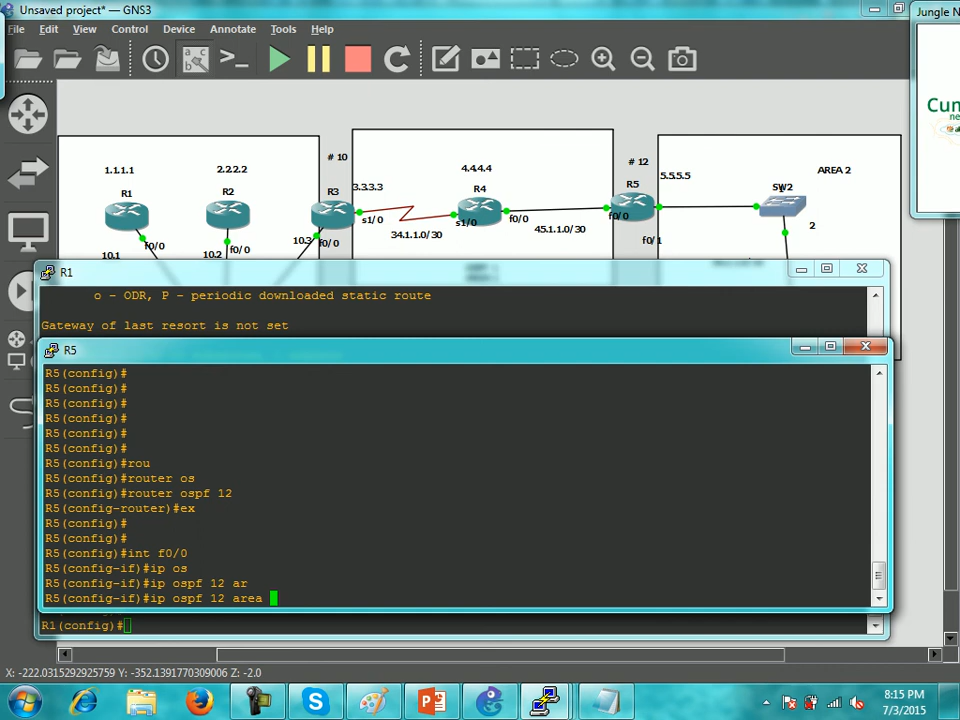 Unsaved project* — GNS3
Jungle N
File Edit View Control Device Annotate Tools Help
Cun
ne
1.1.1.1
2.2.2.2
# 10
4.4.4.4
# 12
AREA 2
R1
R2
R3
3.3.3.3
R4
R5
5.5.5.5
SW2
s1/0
s1/0
f0/0
f0/0
2
34.1.1.0/30
45.1.1.0/30
f0/1
10.1
f0/0
10.2
f0/0
10.3
f0/0
R1
o - ODR, P - periodic downloaded static route
Gateway of last resort is not set
R5
R5(config)#
R5(config)#
R5(config)#
R5(config)#
R5(config)#
R5(config)#
R5(config)#rou
R5(config)#router os
R5(config)#router ospf 12
R5(config-router)#ex
R5(config)#
R5(config)#
R5(config)#int f0/0
R5(config-if)#ip os
R5(config-if)#ip ospf 12 ar
R5(config-if)#ip ospf 12 area
R1(config)#
X: -222.0315292925759 Y: -352.1391770309006 Z: -2.0
8:15 PM
7/3/2015